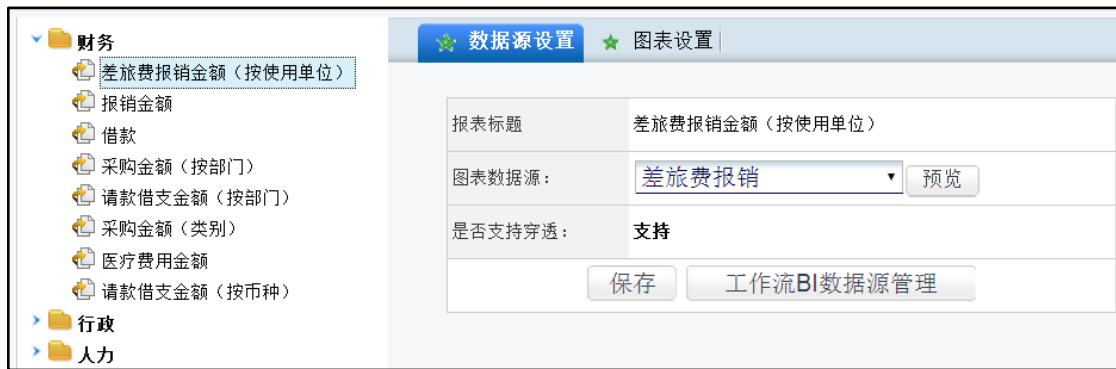 财务
差旅费报销金额（按使用单位）
报销金额
借款
采购金额（按部门）
请款借支金额（按部门）
采购金额（类别）
医疗费用金额
请款借支金额（按币种）
行政
人力
数据源设置 图表设置
报表标题 差旅费报销金额（按使用单位）
图表数据源： 差旅费报销 预览
是否支持穿透： 支持
保存 工作流BI数据源管理